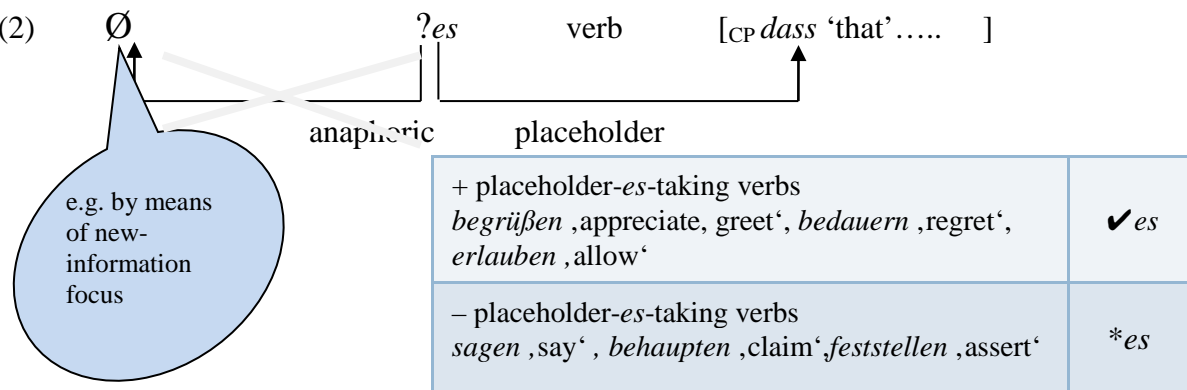 (2) Ø ?es verb [CP dass ‘that’..... ]
anaphoric placeholder
e.g. by means
of new-
information
focus
+ placeholder-es-taking verbs
begrüßen ‚appreciate, greet‘, bedauern ‚regret‘,
erlauben ‚allow‘
✔ es
– placeholder-es-taking verbs
sagen ‚say‘ , behaupten ‚claim‘,feststellen ‚assert‘
*es